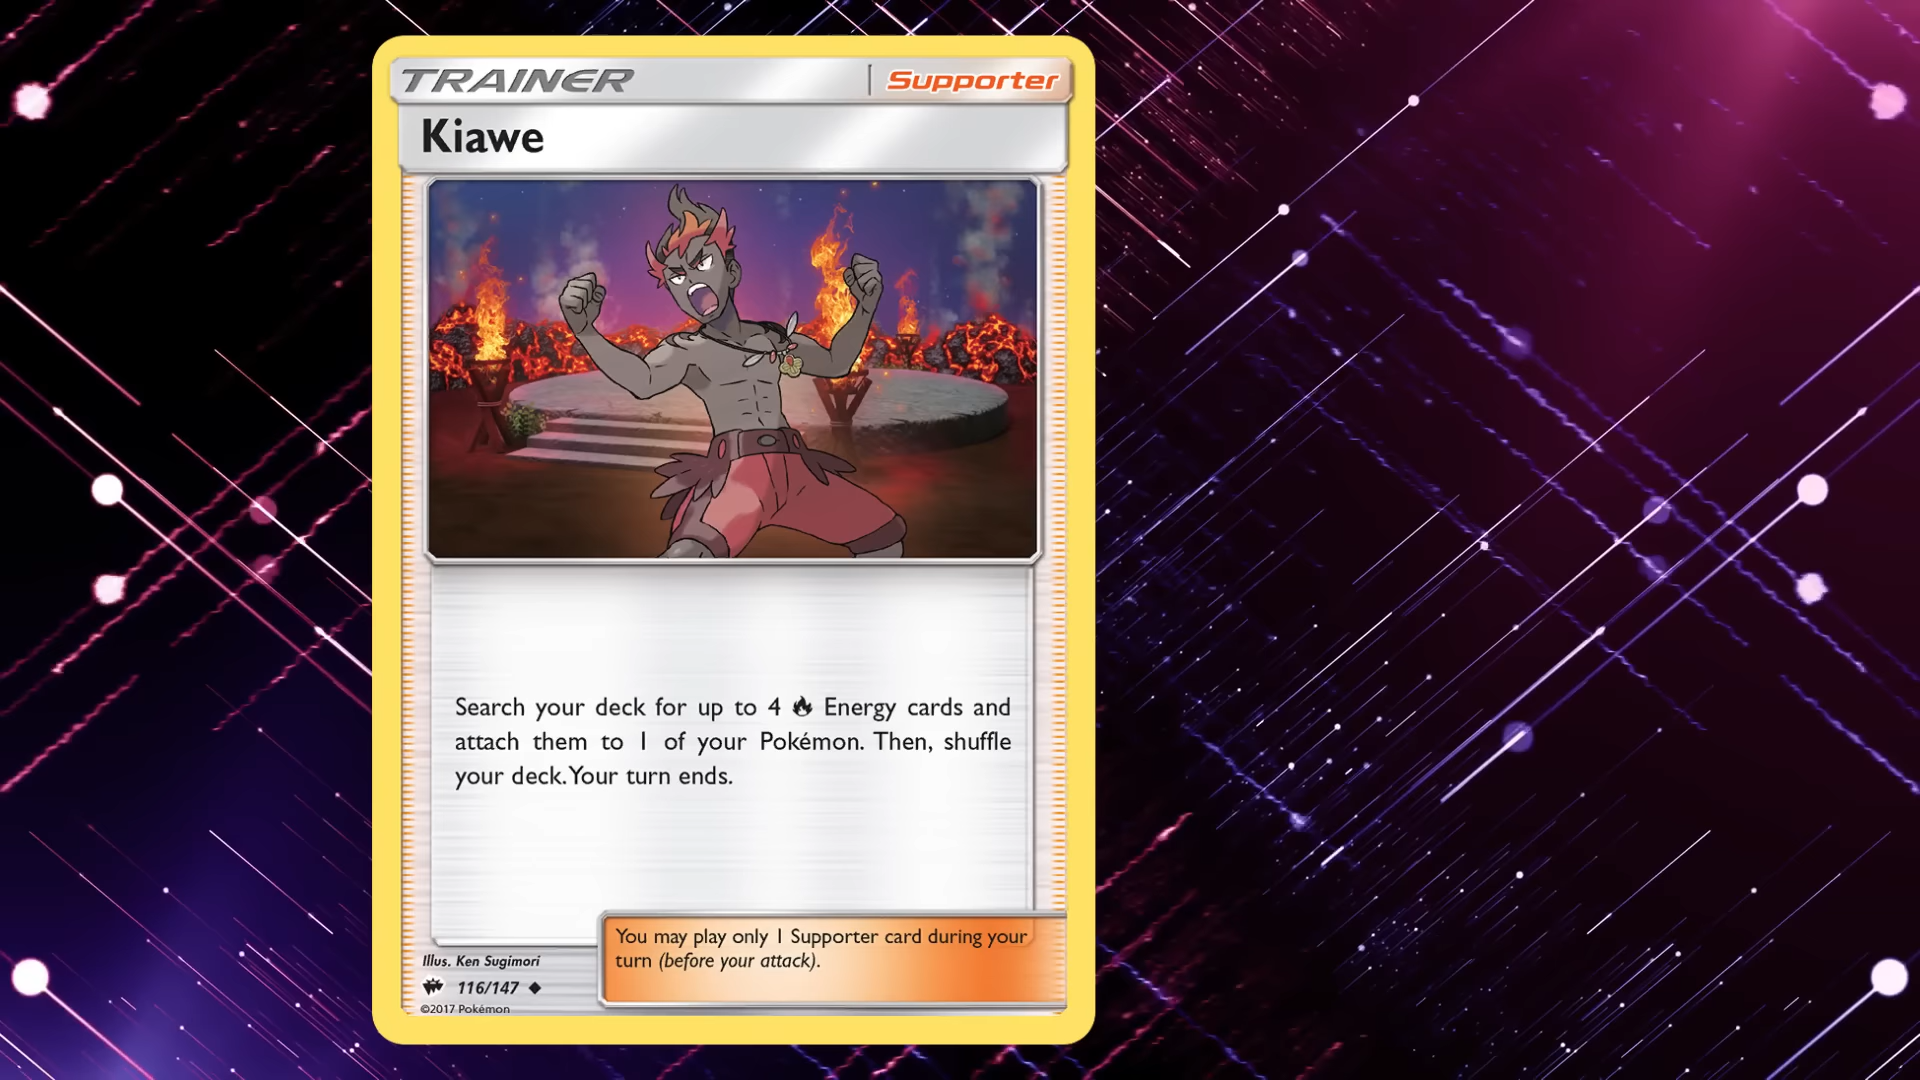 TRAINER
Supporter
Kiawe
Search your deck for up to 4 Energy cards and
attach them to 1 of your Pokémon. Then, shuffle
your deck. Your turn ends.
You may play only 1 Supporter card during your
turn (before your attack).
Illus. Ken Sugimori
116/147
©2017 Pokémon